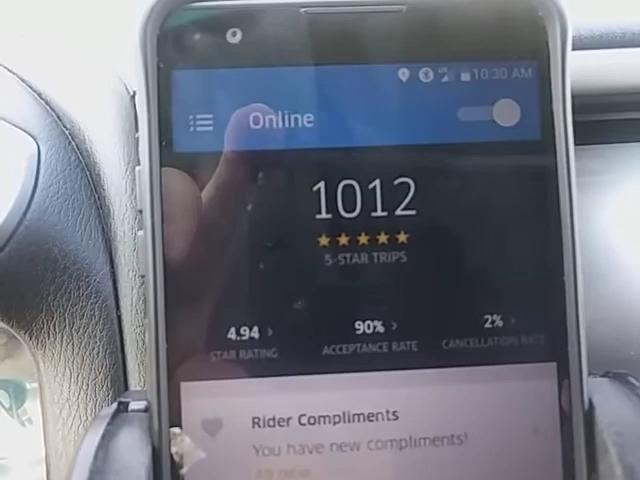 10:30 AM
Online
1012
5-STAR TRIPS
4.94 > 90% > 2% >
STAR RATING ACCEPTANCE RATE CANCELLATION RATE
Rider Compliments
You have new compliments!